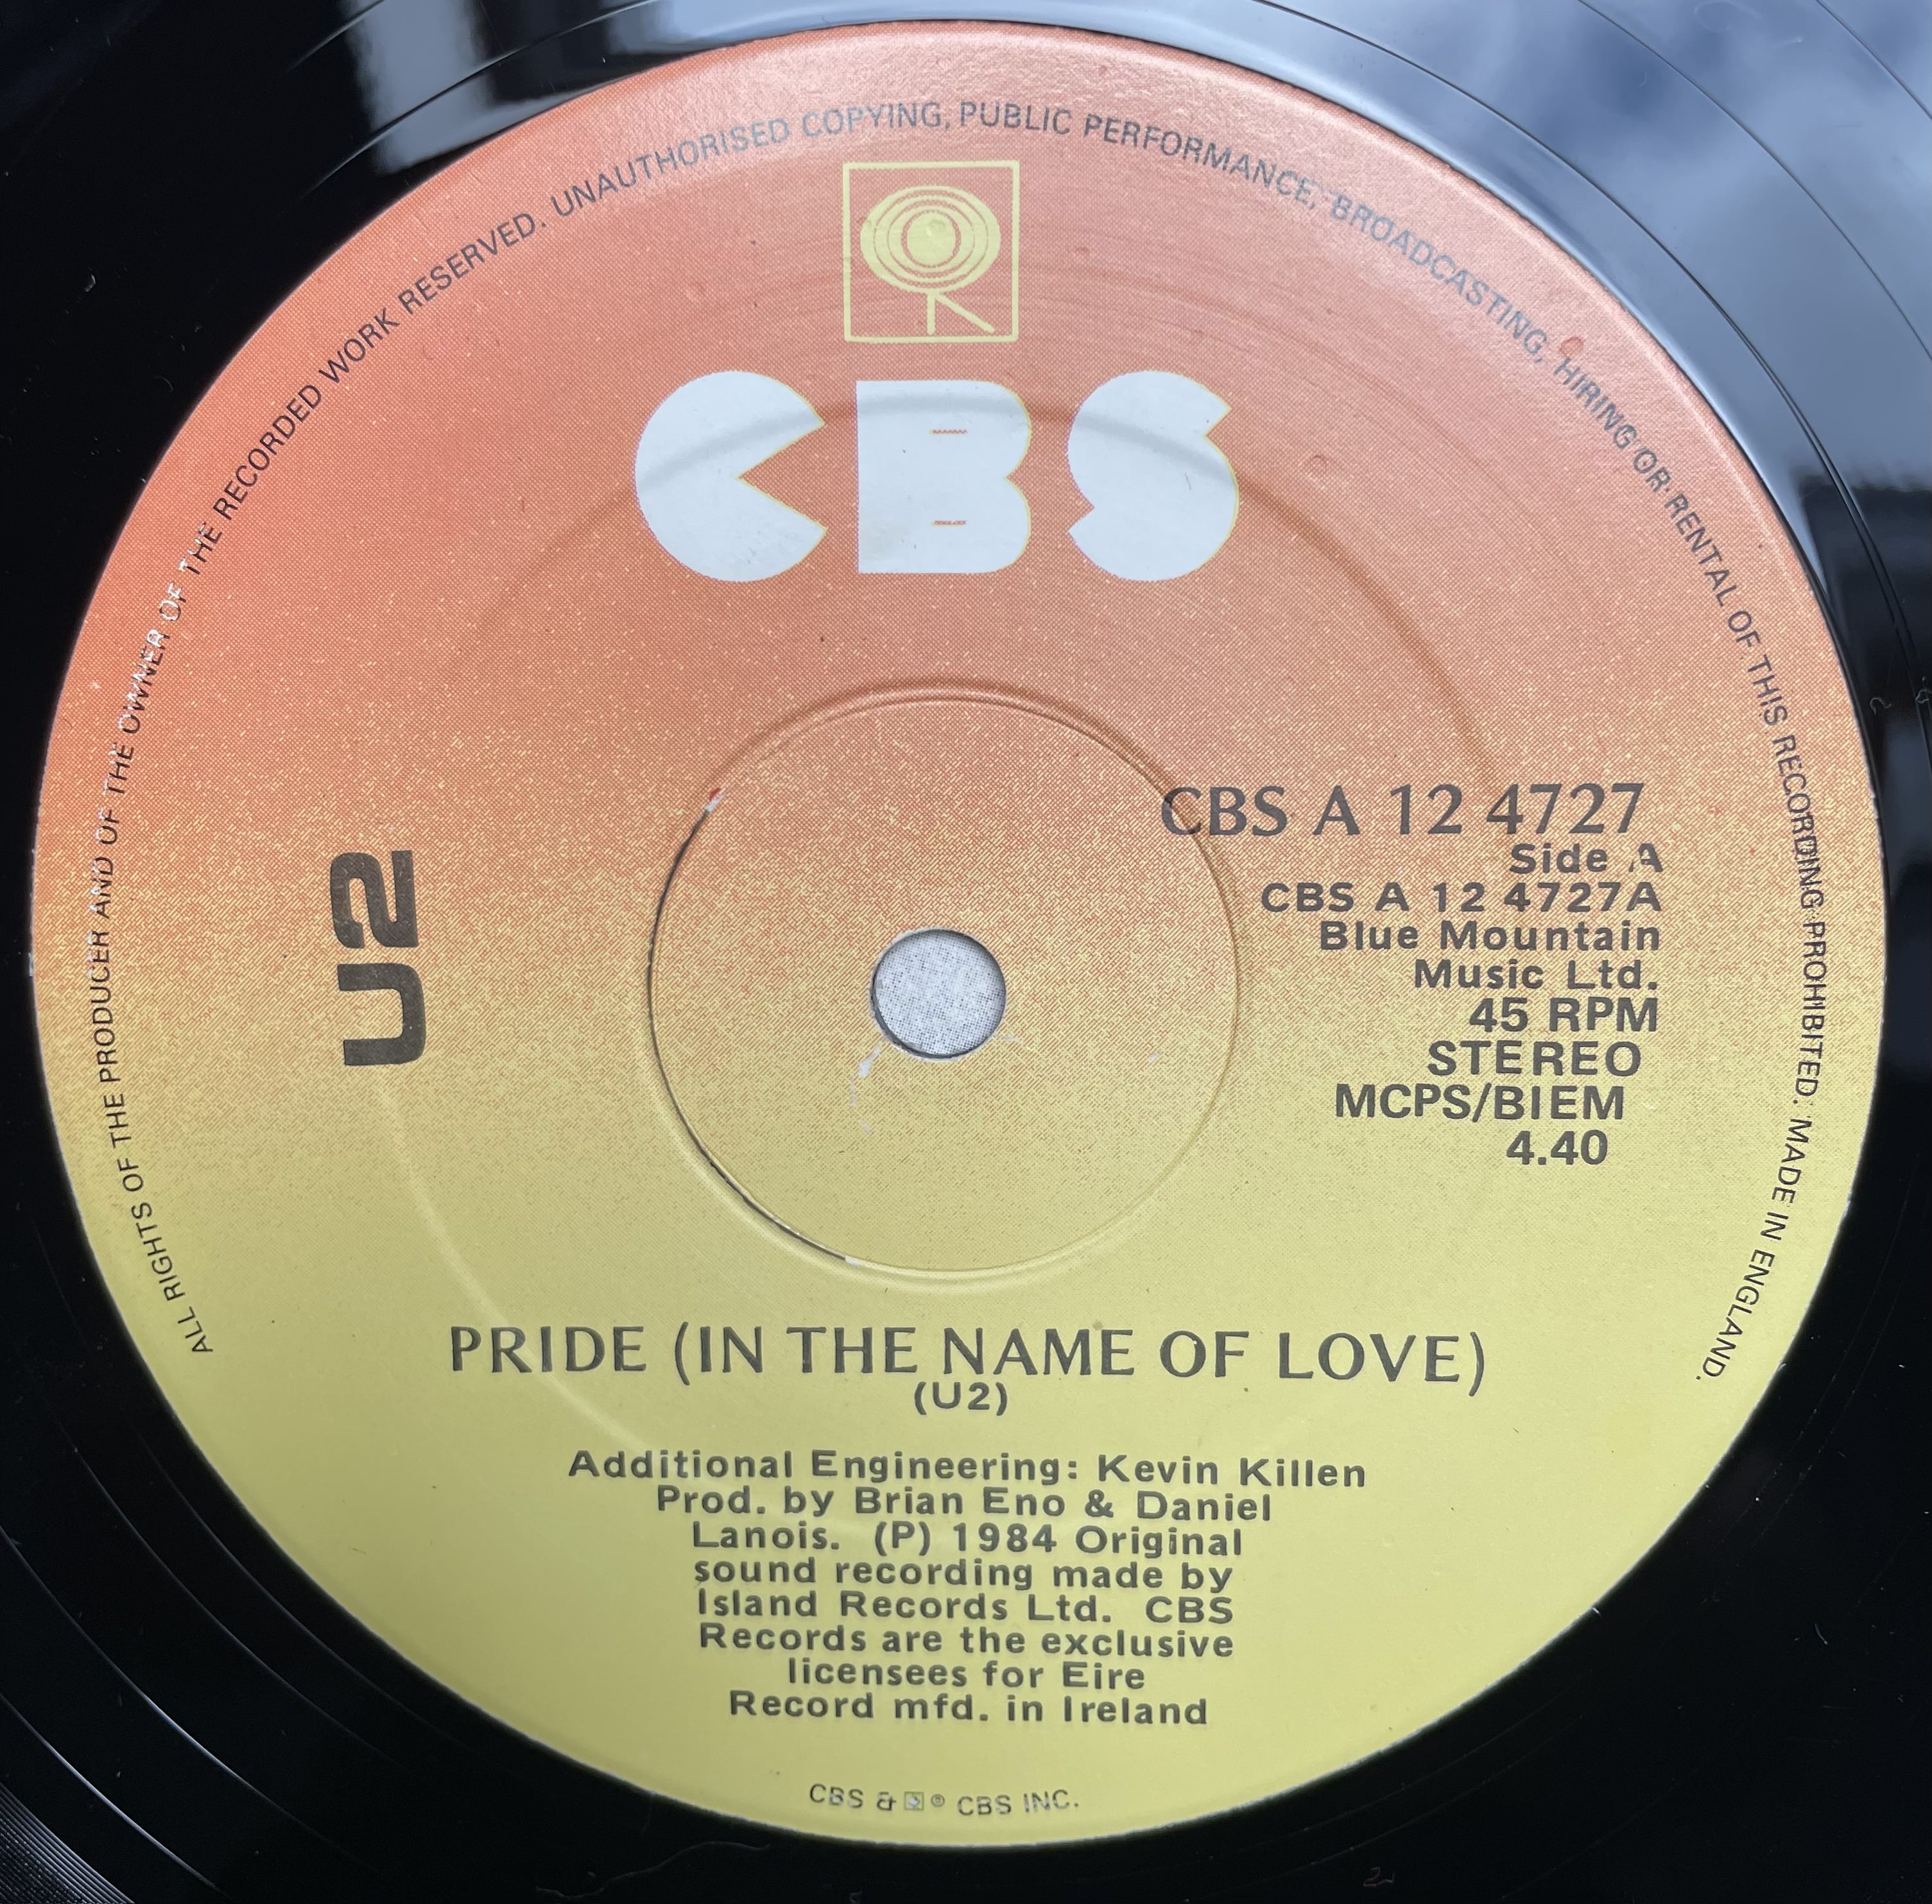 ALL RIGHTS OF THE PRODUCER AND OF THE OWNER OF THE RECORDED WORK RESERVED. UNAUTHORISED COPYING, PUBLIC PERFORMANCE, BROADCASTING, HIRING OR RENTAL OF THIS RECORDING PROHIBITED. MADE IN ENGLAND.
CBS
U2
CBS A 12 4727
Side A
CBS A 12 4727A
Blue Mountain
Music Ltd.
45 RPM
STEREO
MCPS/BIEM
4.40
PRIDE (IN THE NAME OF LOVE)
(U2)
Additional Engineering: Kevin Killen
Prod. by Brian Eno & Daniel
Lanois. (P) 1984 Original
sound recording made by
Island Records Ltd. CBS
Records are the exclusive
licensees for Eire
Record mfd. in Ireland
CBS & ® CBS INC.